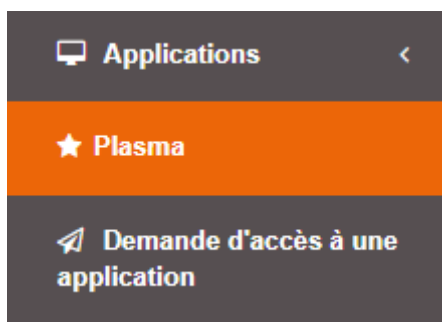 Applications
Plasma
Demande d'accès à une
application